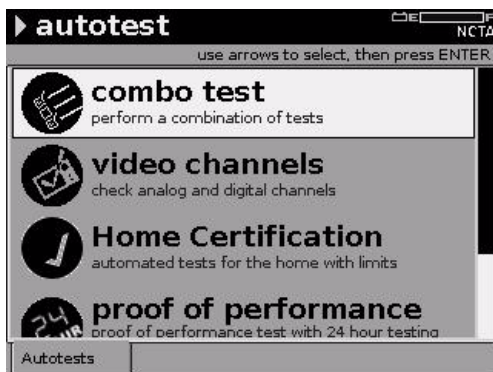 autotest
E F
NCTA
use arrows to select, then press ENTER
combo test
perform a combination of tests
video channels
check analog and digital channels
Home Certification
automated tests for the home with limits
24
HR
proof of performance
proof of performance test with 24 hour testing
Autotests